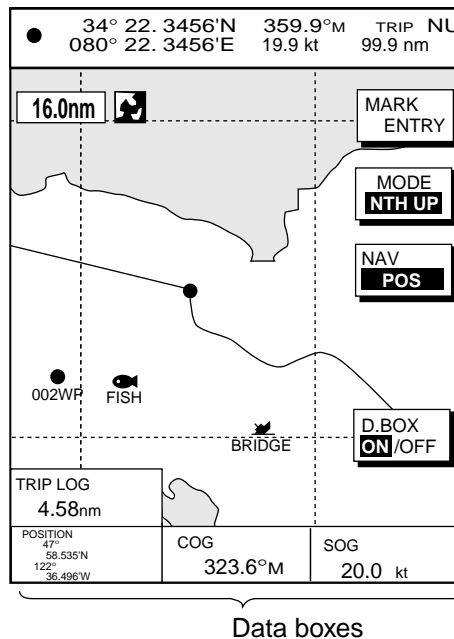 34° 22. 3456'N 359.9°M TRIP NU
080° 22. 3456'E 19.9 kt 99.9 nm
16.0nm
MARK
ENTRY
MODE
NTH UP
NAV
POS
002WP
FISH
BRIDGE
D.BOX
ON /OFF
TRIP LOG
4.58nm
POSITION
47°
58.535'N
122°
36.496'W
COG
323.6°M
SOG
20.0 kt
Data boxes